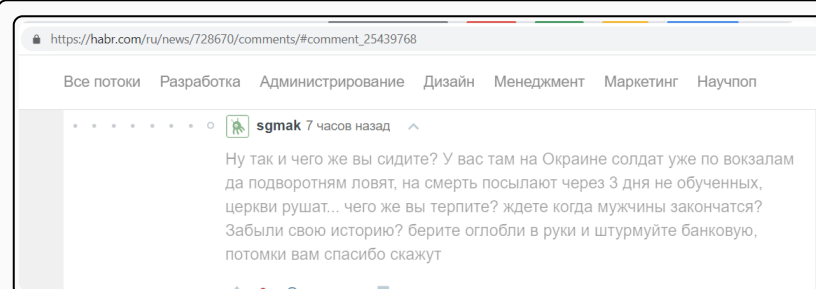 https://habr.com/ru/news/728670/comments/#comment_25439768
Все потоки Разработка Администрирование Дизайн Менеджмент Маркетинг Научпоп
sgmak 7 часов назад
Ну так и чего же вы сидите? У вас там на Окраине солдат уже по вокзалам
да подворотням ловят, на смерть посылают через 3 дня не обученных,
церкви рушат... чего же вы терпите? ждете когда мужчины закончатся?
Забыли свою историю? берите оглобли в руки и штурмуйте банковую,
потомки вам спасибо скажут